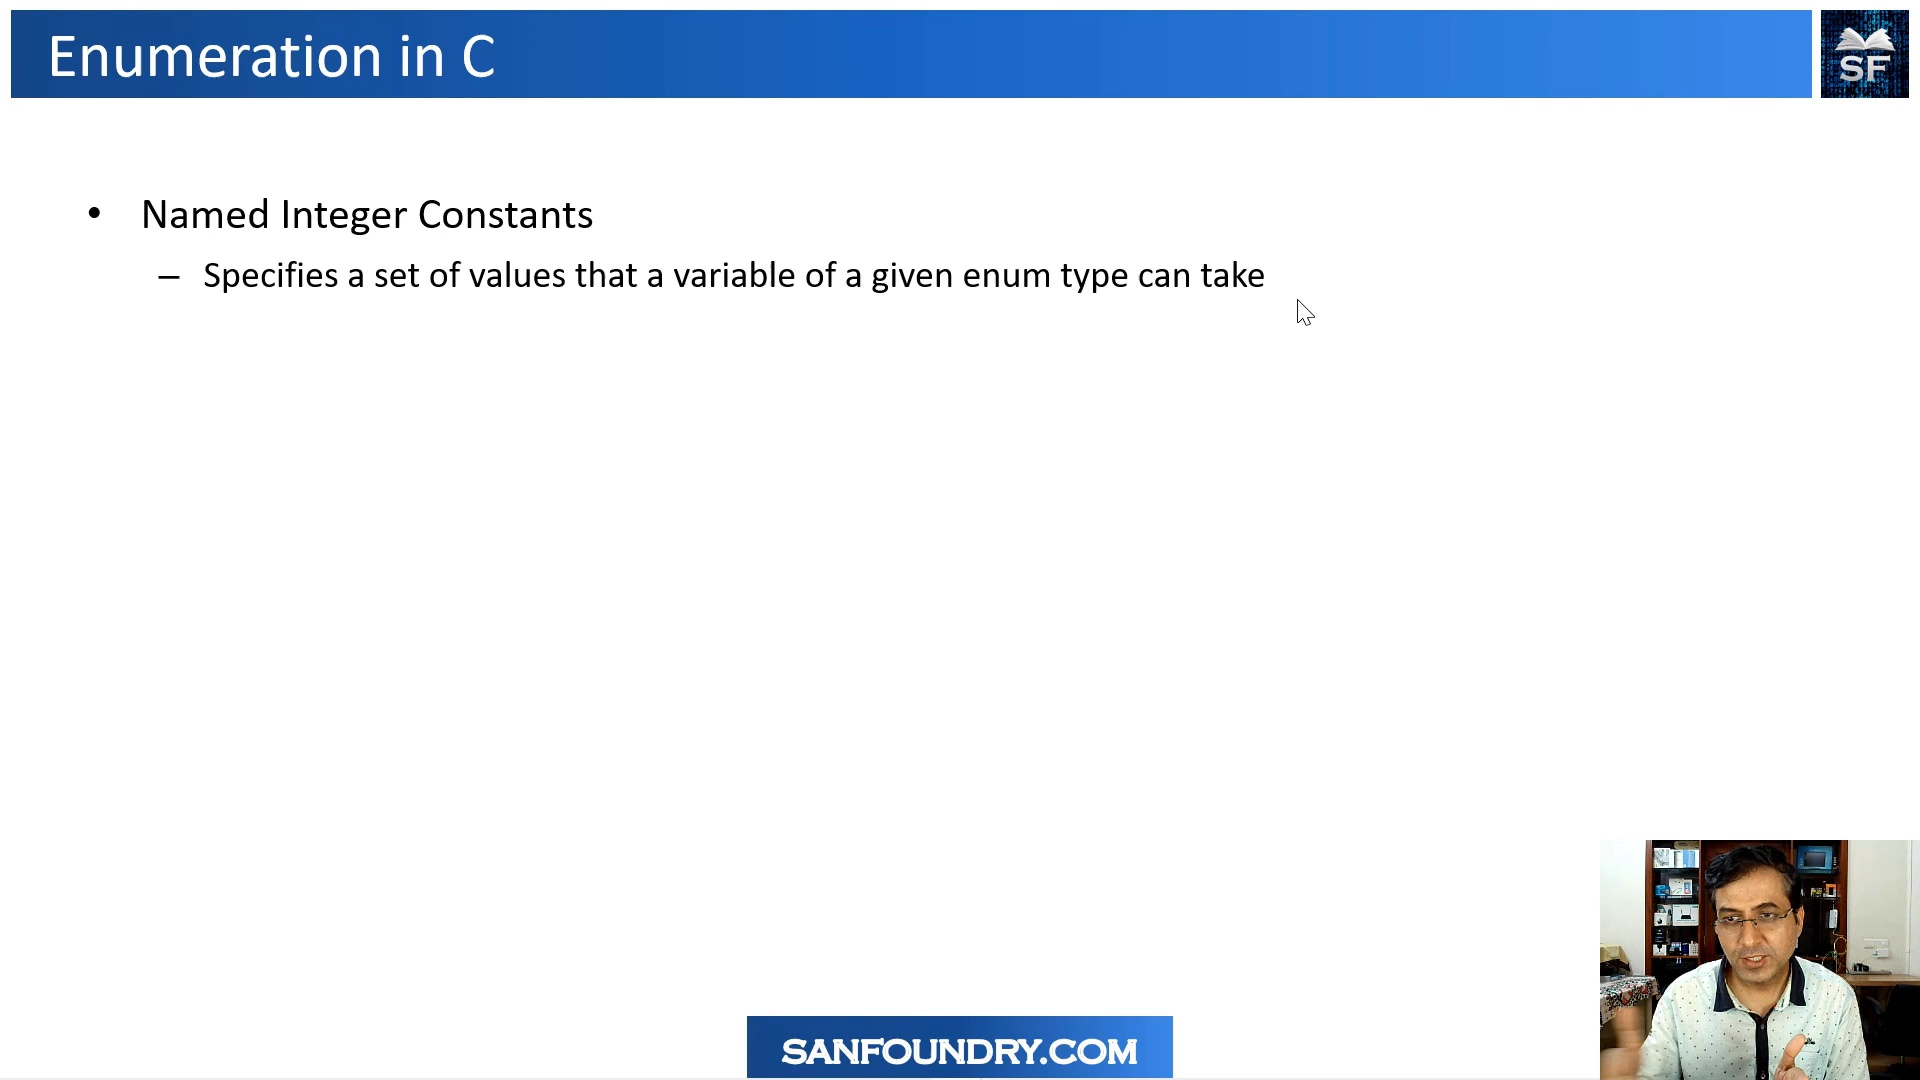 Enumeration in C
SF
• Named Integer Constants
– Specifies a set of values that a variable of a given enum type can take
SANFOUNDRY.COM